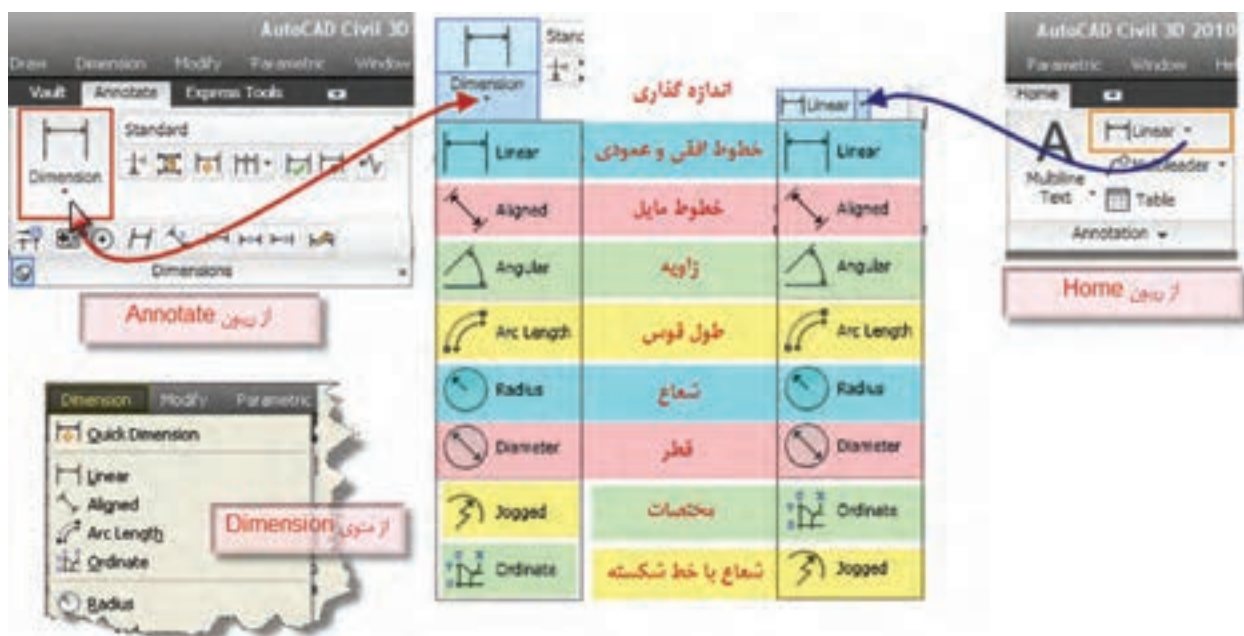 AutoCAD Civil 3D
Draw Dimension Modify Parametric Window
Vault Annotate Express Tools
Dimension
Standard
Dimensions
از ریبون Annotate
Dimension Modify Parametric
Quick Dimension
Linear
Aligned
Arc Length
Ordinate
Radius
از منوی Dimension
Stanc
Dimension
اندازه گذاری
Linear
Linear خطوط افقی و عمودی Linear
Aligned خطوط مایل Aligned
Angular زاویه Angular
Arc Length طول قوس Arc Length
Radius شعاع Radius
Diameter قطر Diameter
Jogged مختصات Ordinate
Ordinate شعاع با خط شکسته Jogged
AutoCAD Civil 3D 2010
Parametric Window Hel
Home
A
Multiline Text
Linear
Multileader
Table
Annotation
از ریبون Home